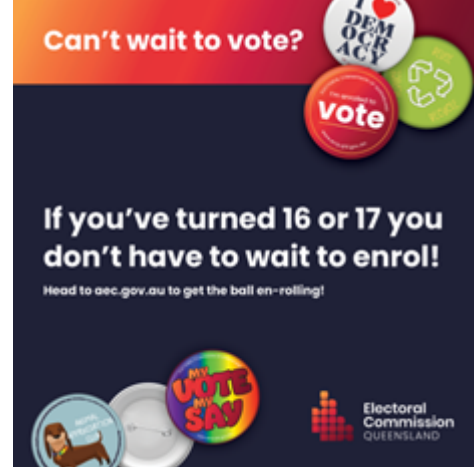 Can't wait to vote?
I
DEM
OCR
ACY
I'm enrolled to
vote
If you've turned 16 or 17 you
don't have to wait to enrol!
Head to aec.gov.au to get the ball en-rolling!
MY
VOTE
MY
SAY
Electoral
Commission
QUEENSLAND